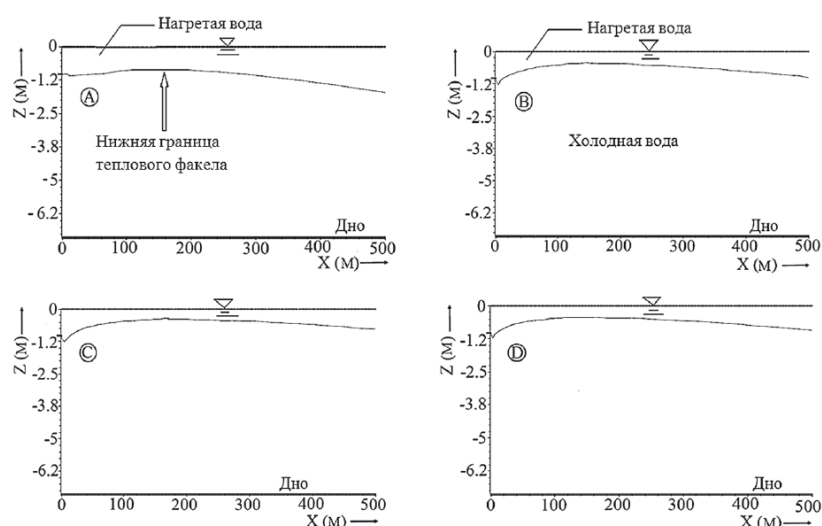 Нагретая вода
0
-1.2
-2.5
-3.8
-5
-6.2
Z (м)
A
Нижняя граница
теплового факела
Дно
0 100 200 300 400 500
X (м)
Нагретая вода
0
-1.2
-2.5
-3.8
-5
-6.2
Z (м)
B
Холодная вода
Дно
0 100 200 300 400 500
X (м)
0
-1.2
-2.5
-3.8
-5
-6.2
Z (м)
C
Дно
0 100 200 300 400 500
X (м)
0
-1.2
-2.5
-3.8
-5
-6.2
Z (м)
D
Дно
0 100 200 300 400 500
X (м)